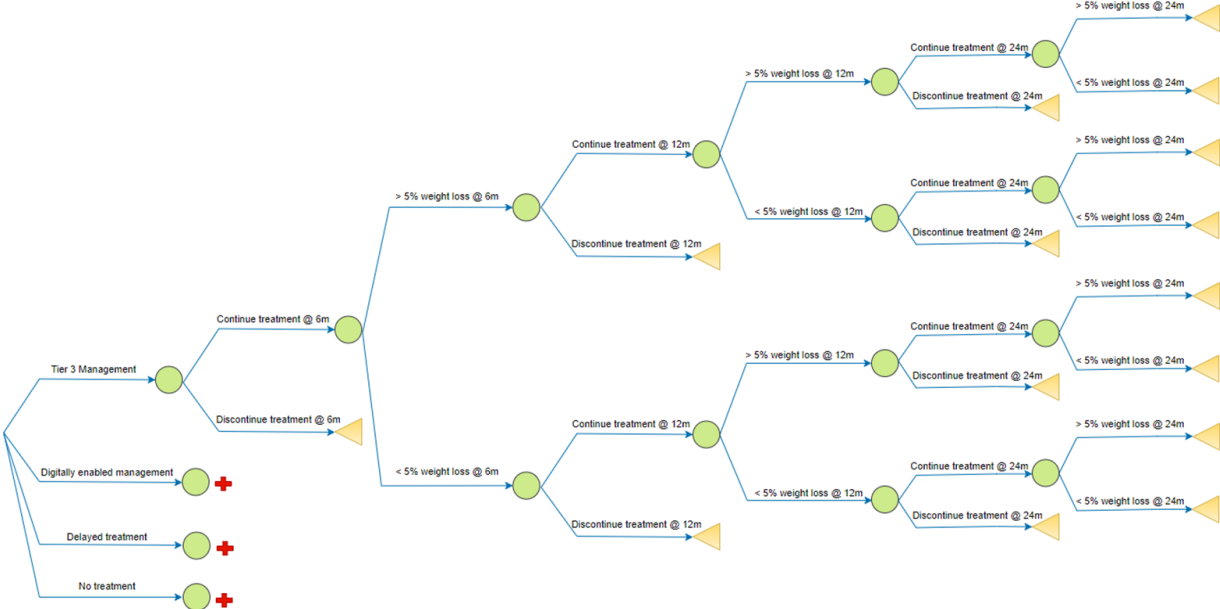 > 5% weight loss @ 24m
Continue treatment @ 24m
> 5% weight loss @ 12m
< 5% weight loss @ 24m
Discontinue treatment @ 24m
Continue treatment @ 12m
> 5% weight loss @ 24m
Continue treatment @ 24m
> 5% weight loss @ 6m
< 5% weight loss @ 12m
< 5% weight loss @ 24m
Discontinue treatment @ 24m
Discontinue treatment @ 12m
> 5% weight loss @ 24m
Continue treatment @ 6m
Continue treatment @ 24m
> 5% weight loss @ 12m
< 5% weight loss @ 24m
Tier 3 Management
Discontinue treatment @ 24m
Discontinue treatment @ 6m
Continue treatment @ 12m
> 5% weight loss @ 24m
Digitally enabled management
< 5% weight loss @ 6m
Continue treatment @ 24m
< 5% weight loss @ 12m
< 5% weight loss @ 24m
Discontinue treatment @ 24m
Discontinue treatment @ 12m
Delayed treatment
No treatment